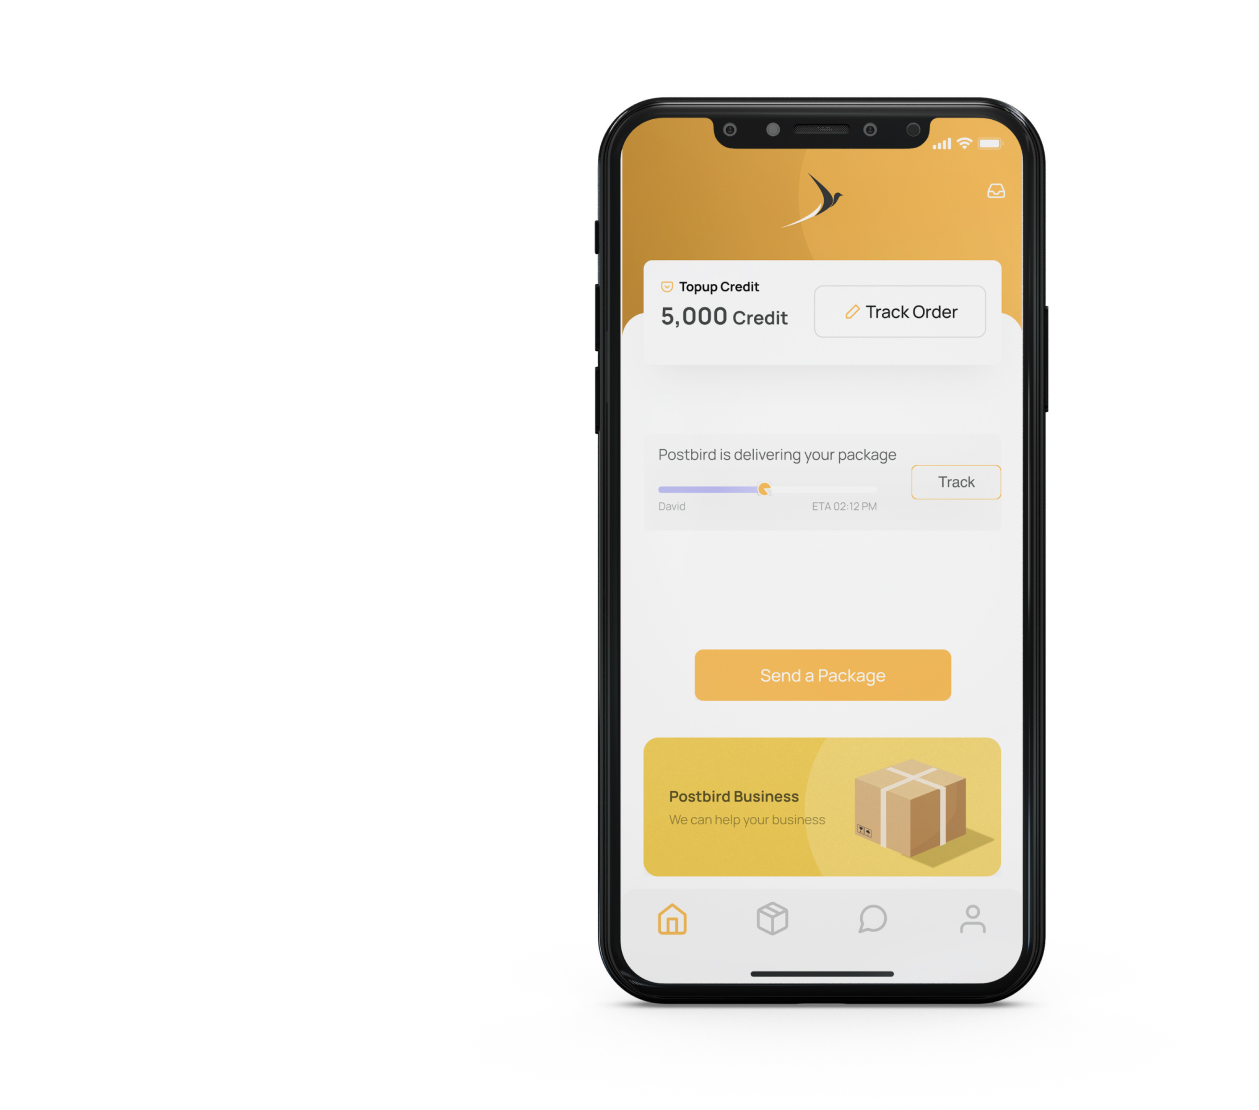 Topup Credit
5,000 Credit
Track Order
Postbird is delivering your package
Track
David
ETA 02:12 PM
Send a Package
Postbird Business
We can help your business